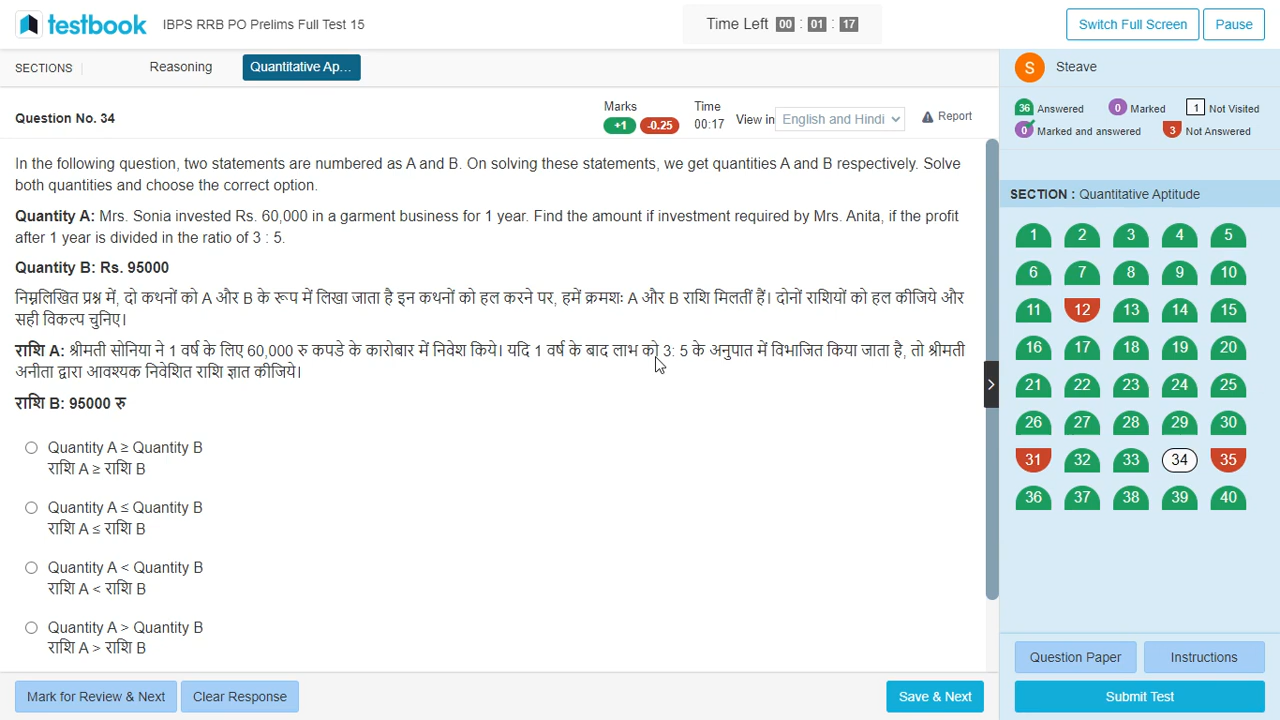 testbook IBPS RRB PO Prelims Full Test 15 Time Left 00 : 01 : 17 Switch Full Screen Pause
SECTIONS Reasoning Quantitative Ap... S Steave
Question No. 34 Marks +1 -0.25 Time 00:17 View in English and Hindi Report
36 Answered 0 Marked 1 Not Visited
0 Marked and answered 3 Not Answered
In the following question, two statements are numbered as A and B. On solving these statements, we get quantities A and B respectively. Solve
both quantities and choose the correct option.
Quantity A: Mrs. Sonia invested Rs. 60,000 in a garment business for 1 year. Find the amount if investment required by Mrs. Anita, if the profit
after 1 year is divided in the ratio of 3 : 5.
Quantity B: Rs. 95000
निम्नलिखित प्रश्न में, दो कथनों को A और B के रूप में लिखा जाता है इन कथनों को हल करने पर, हमें क्रमशः A और B राशि मिलतीं हैं। दोनों राशियों को हल कीजिये और
सही विकल्प चुनिए।
राशि A: श्रीमती सोनिया ने 1 वर्ष के लिए 60,000 रु कपडे के कारोबार में निवेश किये। यदि 1 वर्ष के बाद लाभ को 3: 5 के अनुपात में विभाजित किया जाता है, तो श्रीमती
अनीता द्वारा आवश्यक निवेशित राशि ज्ञात कीजिये।
राशि B: 95000 रु
Quantity A ≥ Quantity B
राशि A ≥ राशि B
Quantity A ≤ Quantity B
राशि A ≤ राशि B
Quantity A < Quantity B
राशि A < राशि B
Quantity A > Quantity B
राशि A > राशि B
Mark for Review & Next Clear Response Save & Next
SECTION : Quantitative Aptitude
1 2 3 4 5
6 7 8 9 10
11 12 13 14 15
16 17 18 19 20
21 22 23 24 25
26 27 28 29 30
31 32 33 34 35
36 37 38 39 40
Question Paper Instructions
Submit Test